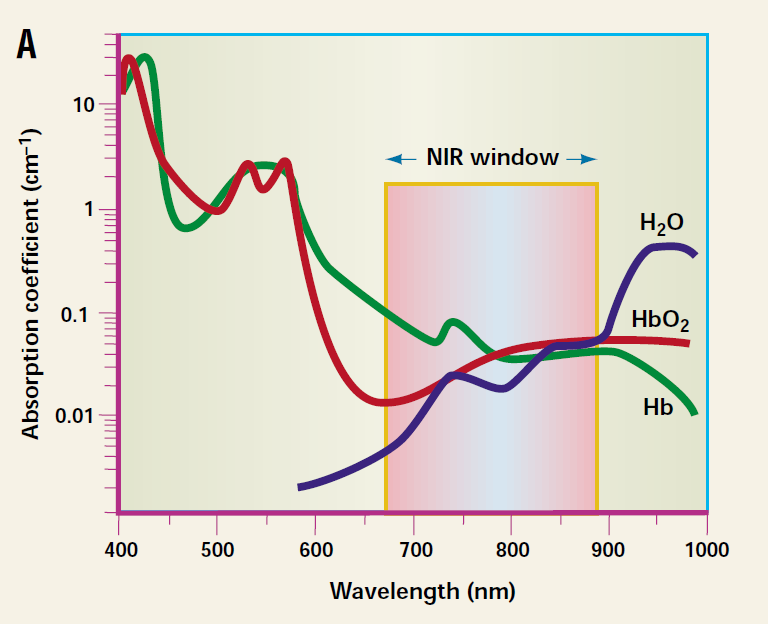 A
NIR window
H₂O
HbO₂
Hb
Absorption coefficient (cm⁻¹)
10
1
0.1
0.01
400 500 600 700 800 900 1000
Wavelength (nm)